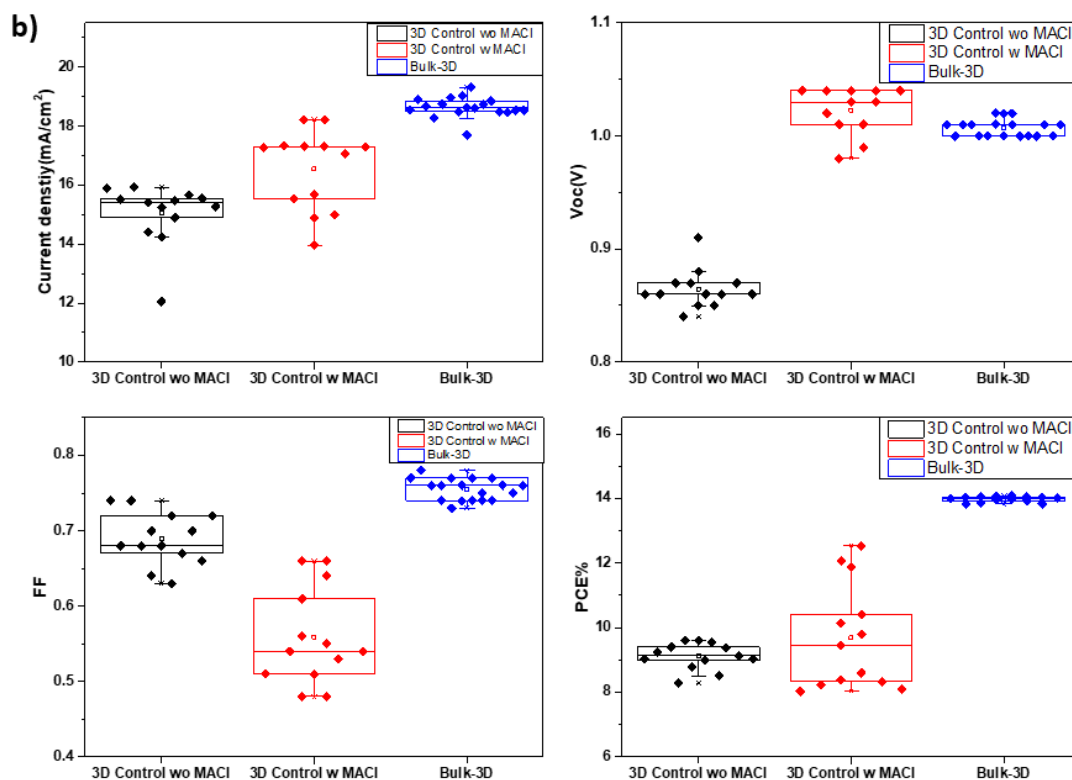 b)
3D Control wo MACl
3D Control w MACl
Bulk-3D
Current denstiy(mA/cm²)
20
18
16
14
12
10
3D Control wo MACl
3D Control w MACl
Bulk-3D
3D Control wo MACl
3D Control w MACl
Bulk-3D
Voc(V)
1.1
1.0
0.9
0.8
3D Control wo MACl
3D Control w MACl
Bulk-3D
3D Control wo MACl
3D Control w MACl
Bulk-3D
FF
0.8
0.7
0.6
0.5
0.4
3D Control wo MACl
3D Control w MACl
Bulk-3D
3D Control wo MACl
3D Control w MACl
Bulk-3D
PCE%
16
14
12
10
8
6
3D Control wo MACl
3D Control w MACl
Bulk-3D